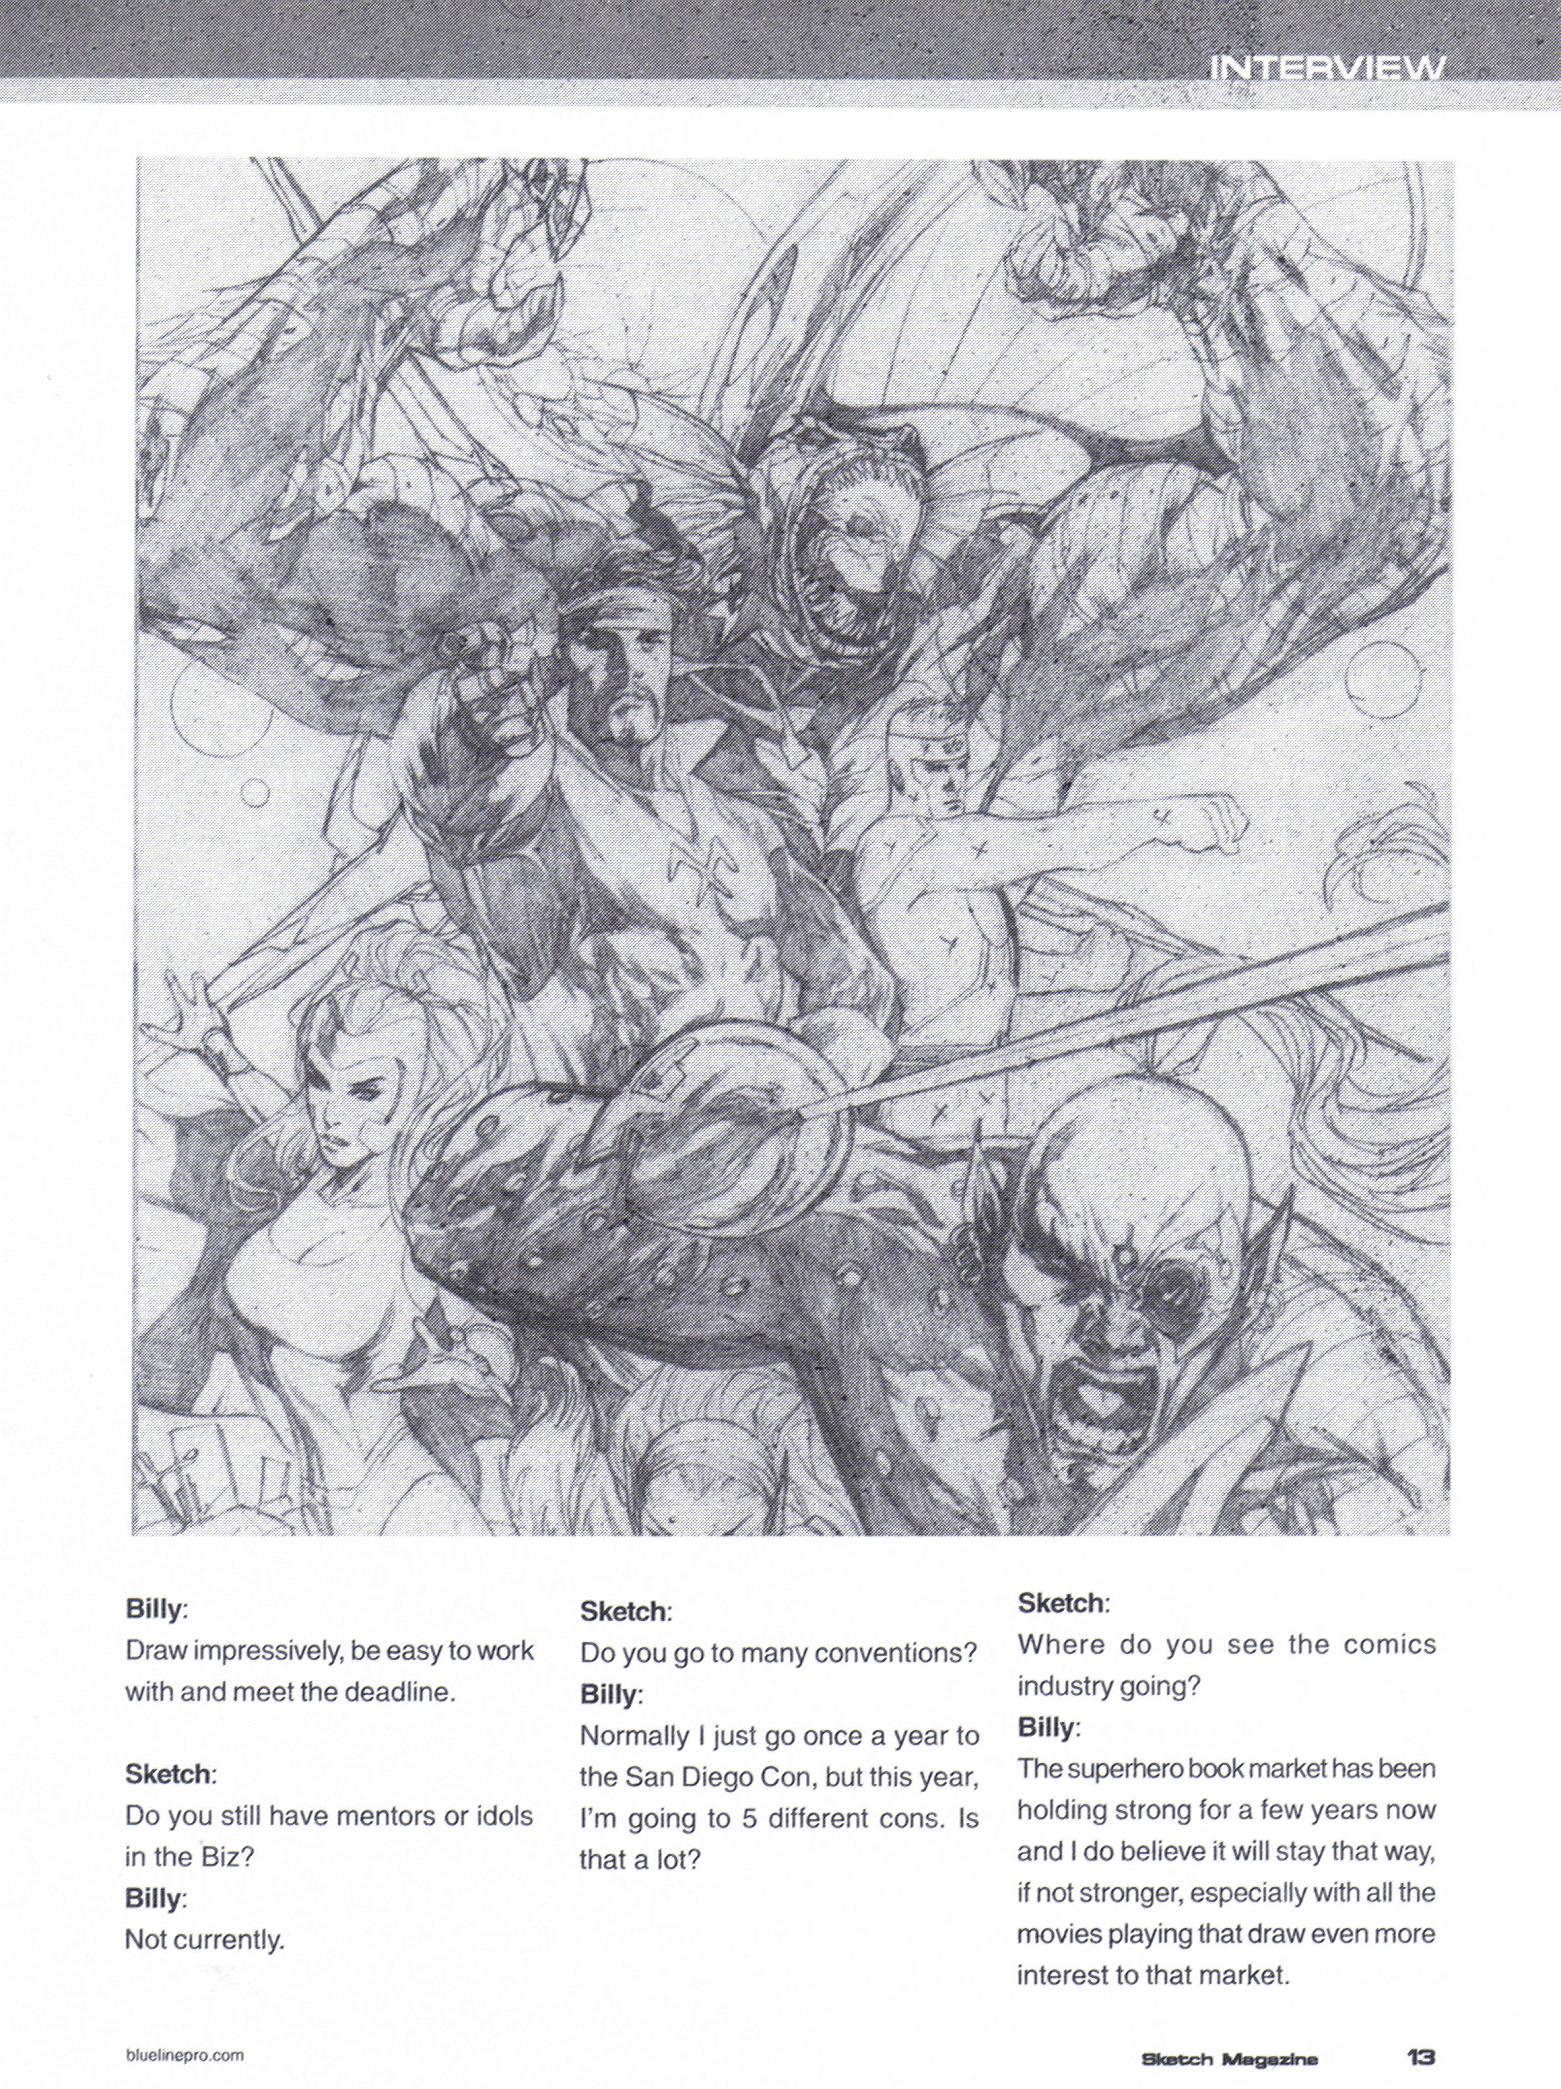 INTERVIEW
Billy:
Draw impressively, be easy to work
with and meet the deadline.
Sketch:
Do you still have mentors or idols
in the Biz?
Billy:
Not currently.
Sketch:
Do you go to many conventions?
Billy:
Normally I just go once a year to
the San Diego Con, but this year,
I'm going to 5 different cons. Is
that a lot?
Sketch:
Where do you see the comics
industry going?
Billy:
The superhero book market has been
holding strong for a few years now
and I do believe it will stay that way,
if not stronger, especially with all the
movies playing that draw even more
interest to that market.
bluelinepro.com
Sketch Magazine 13